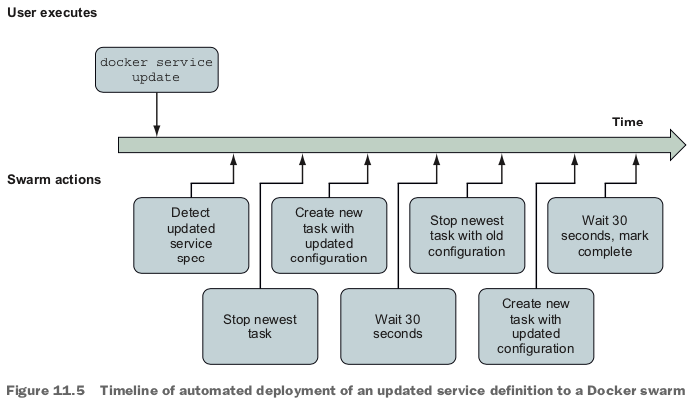 User executes
docker service
update
Time
Swarm actions
Detect
updated
service
spec
Stop newest
task
Create new
task with
updated
configuration
Wait 30
seconds
Stop newest
task with old
configuration
Create new
task with
updated
configuration
Wait 30
seconds, mark
complete
Figure 11.5 Timeline of automated deployment of an updated service definition to a Docker swarm